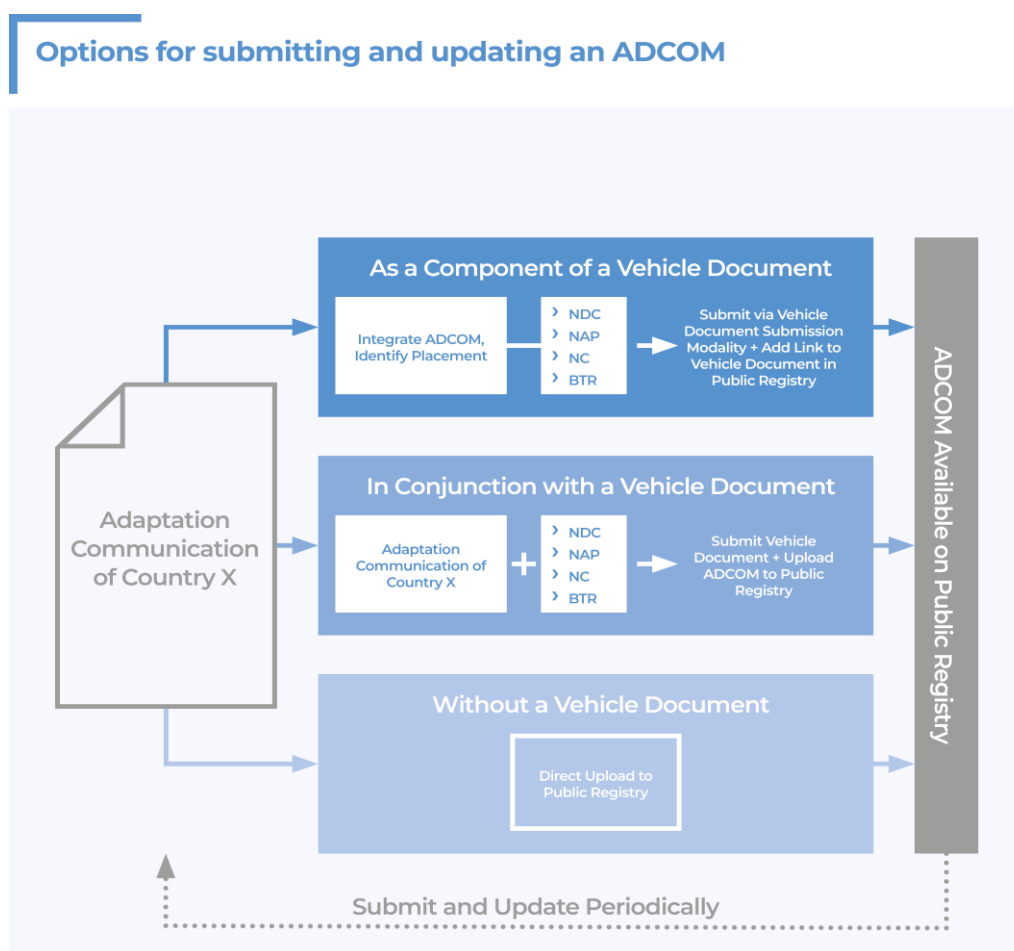 Options for submitting and updating an ADCOM
Adaptation
Communication
of Country X
As a Component of a Vehicle Document
Integrate ADCOM,
Identify Placement
› NDC
› NAP
› NC
› BTR
Submit via Vehicle
Document Submission
Modality + Add Link to
Vehicle Document in
Public Registry
In Conjunction with a Vehicle Document
Adaptation
Communication of
Country X
+
› NDC
› NAP
› NC
› BTR
Submit Vehicle
Document + Upload
ADCOM to Public
Registry
Without a Vehicle Document
Direct Upload to
Public Registry
ADCOM Available on Public Registry
Submit and Update Periodically